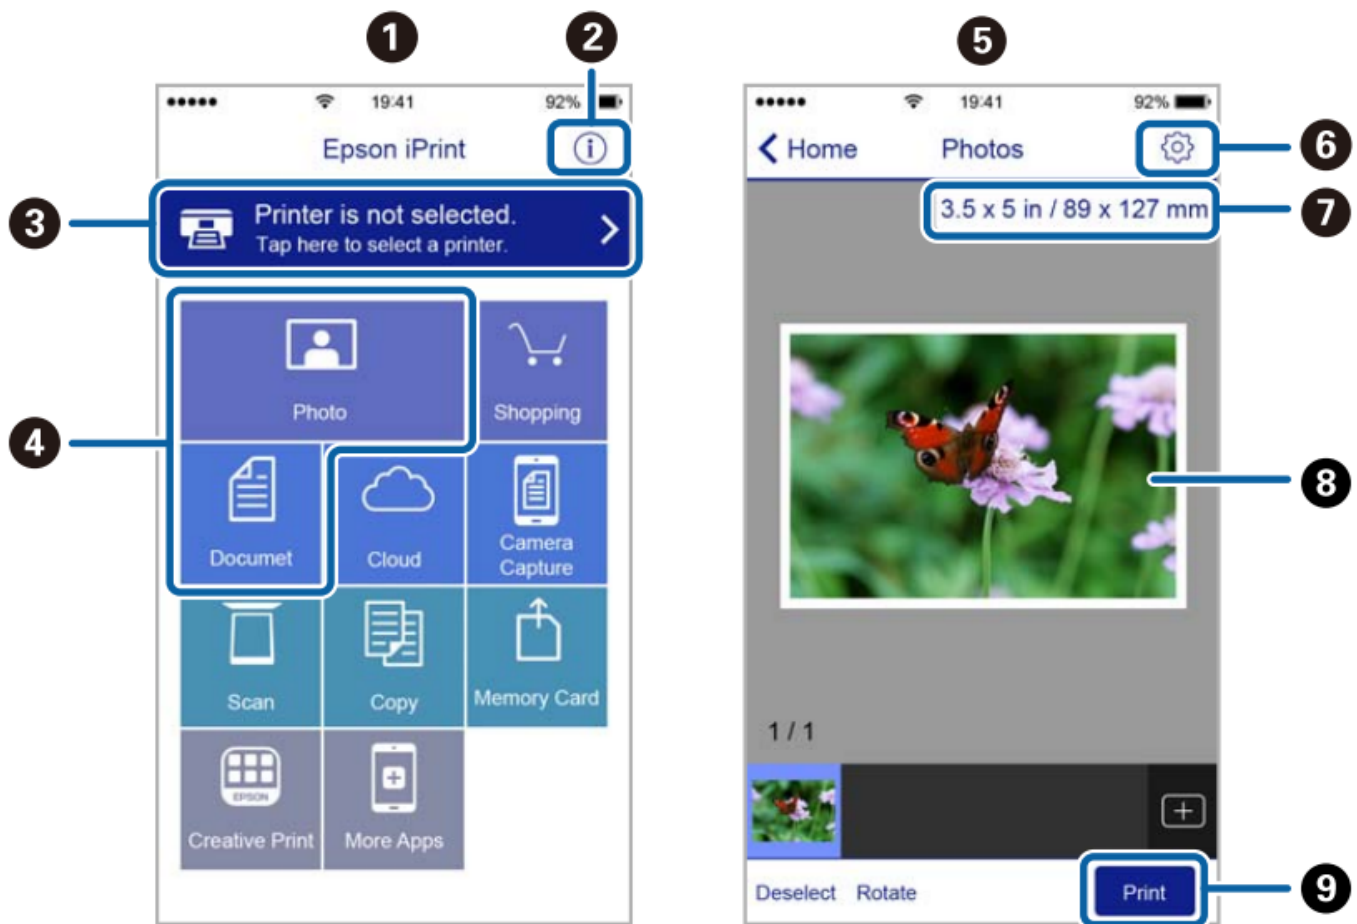 1
2
5
19:41
92%
19:41
92%
Epson iPrint
i
Home
Photos
6
3
Printer is not selected.
Tap here to select a printer.
3.5 x 5 in / 89 x 127 mm
7
Photo
Shopping
4
8
Documet
Cloud
Camera
Capture
Scan
Copy
Memory Card
1 / 1
EPSON
Creative Print
More Apps
Deselect
Rotate
Print
9